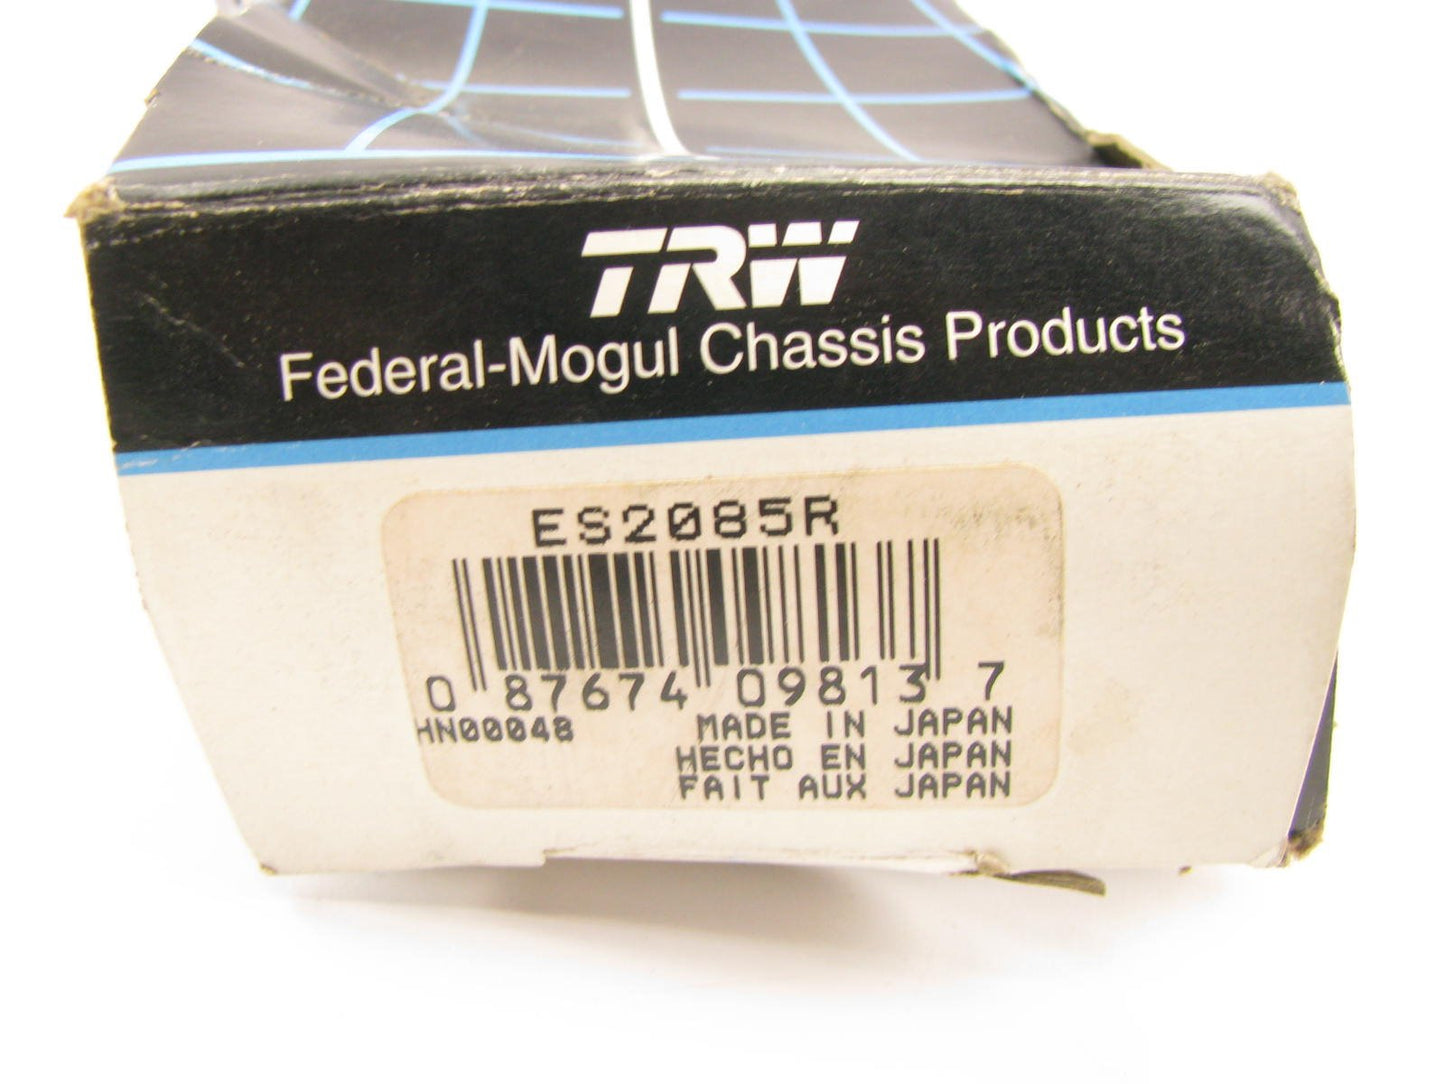 TRW
Federal-Mogul Chassis Products
ES2085R
0 87674 09813 7
HN00048 MADE IN JAPAN
HECHO EN JAPAN
FAIT AUX JAPAN